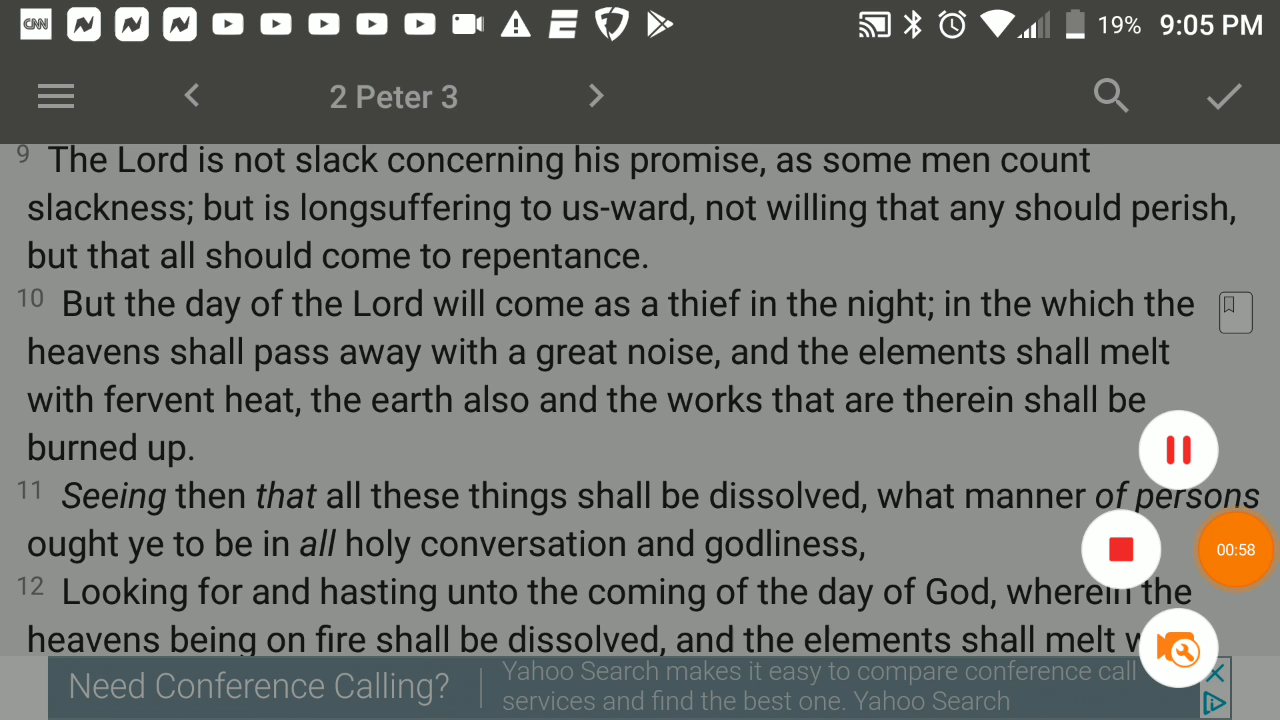 CNN 19% 9:05 PM
2 Peter 3
9 The Lord is not slack concerning his promise, as some men count
slackness; but is longsuffering to us-ward, not willing that any should perish,
but that all should come to repentance.
10 But the day of the Lord will come as a thief in the night; in the which the
heavens shall pass away with a great noise, and the elements shall melt
with fervent heat, the earth also and the works that are therein shall be
burned up.
11 Seeing then that all these things shall be dissolved, what manner of persons
ought ye to be in all holy conversation and godliness,
00:58
12 Looking for and hasting unto the coming of the day of God, wherein the
heavens being on fire shall be dissolved, and the elements shall melt
Need Conference Calling?
Yahoo Search makes it easy to compare conference call
services and find the best one. Yahoo Search